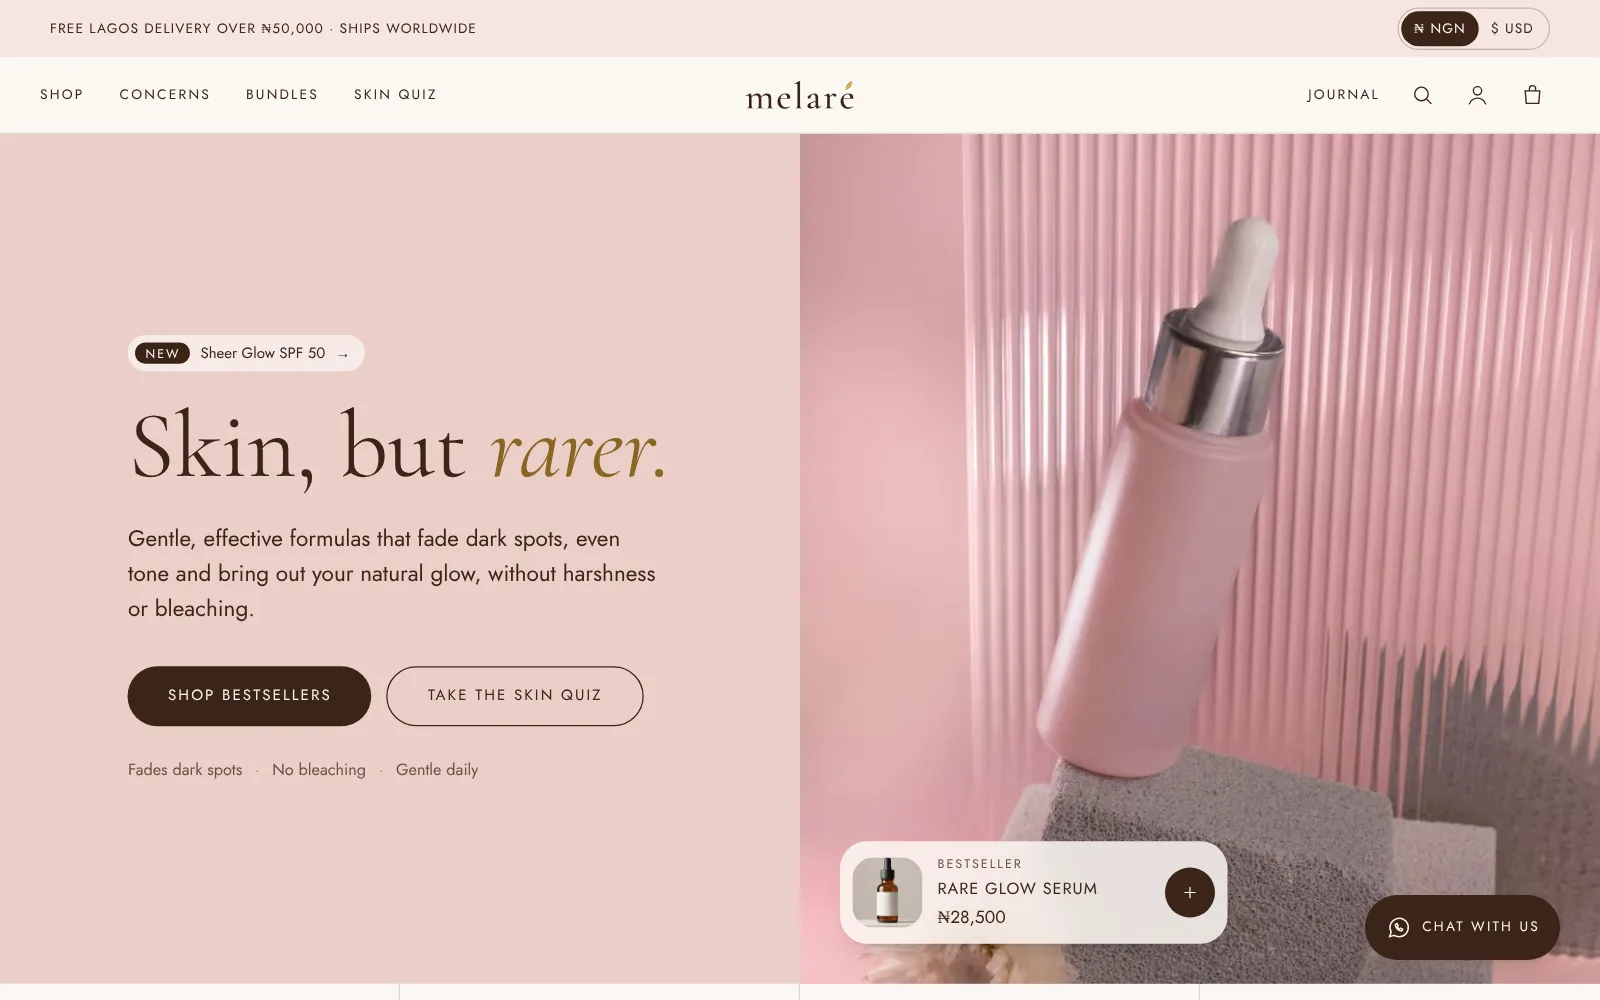 FREE LAGOS DELIVERY OVER ₦50,000 · SHIPS WORLDWIDE
₦ NGN
$ USD
SHOP
CONCERNS
BUNDLES
SKIN QUIZ
melaré
JOURNAL
NEW Sheer Glow SPF 50 →
Skin, but rarer.
Gentle, effective formulas that fade dark spots, even
tone and bring out your natural glow, without harshness
or bleaching.
SHOP BESTSELLERS
TAKE THE SKIN QUIZ
Fades dark spots · No bleaching · Gentle daily
BESTSELLER
RARE GLOW SERUM
₦28,500
+
CHAT WITH US